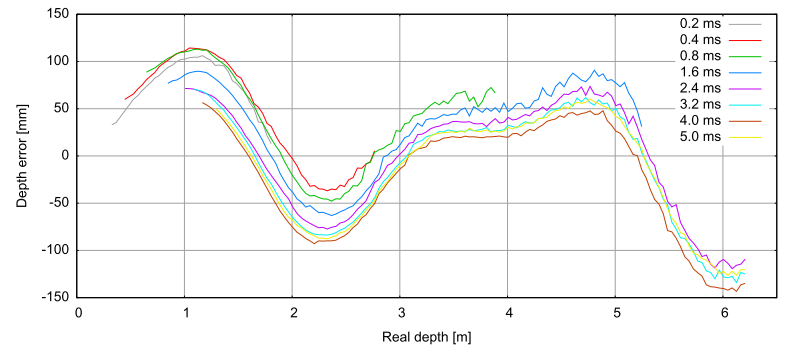 150
100
50
0
-50
-100
-150
Depth error [mm]
0.2 ms
0.4 ms
0.8 ms
1.6 ms
2.4 ms
3.2 ms
4.0 ms
5.0 ms
0 1 2 3 4 5 6
Real depth [m]